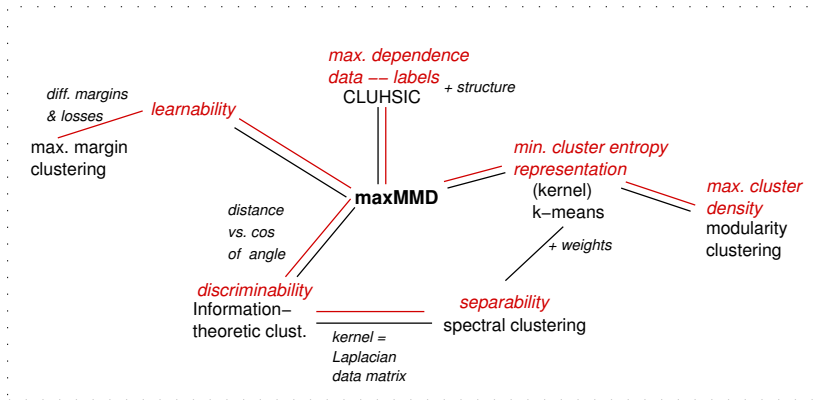 max. dependence
data −− labels
CLUHSIC
+ structure
diff. margins
& losses
learnability
max. margin
clustering
min. cluster entropy
representation
(kernel)
k−means
max. cluster
density
modularity
clustering
maxMMD
distance
vs. cos
of angle
+ weights
discriminability
Information−
theoretic clust.
separability
spectral clustering
kernel =
Laplacian
data matrix